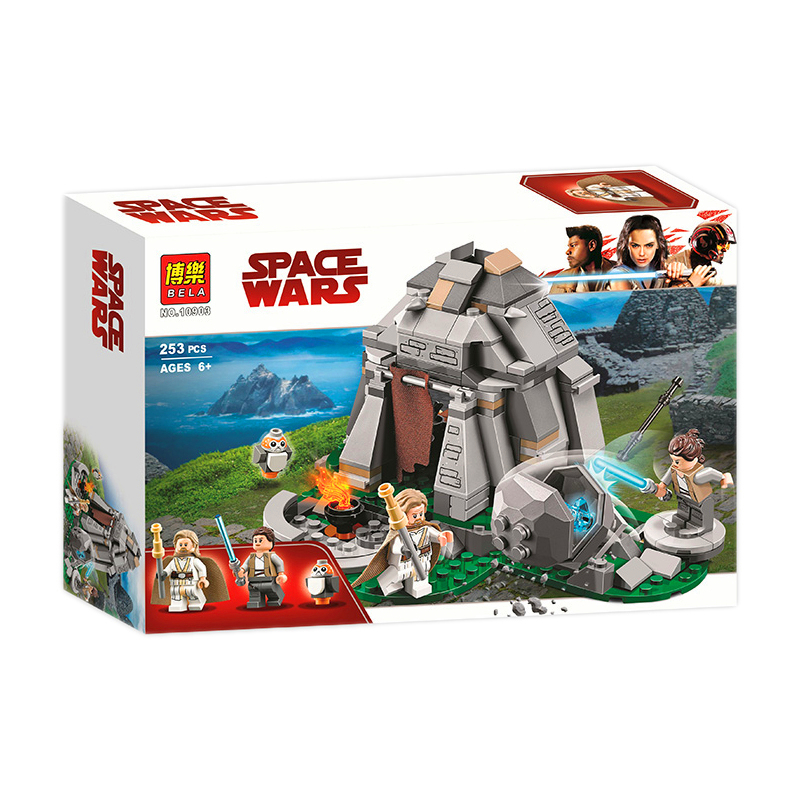 SPACE
WARS
SPACE
WARS
博樂
BELA
NO.10903
SPACE
WARS
253 PCS
AGES 6+